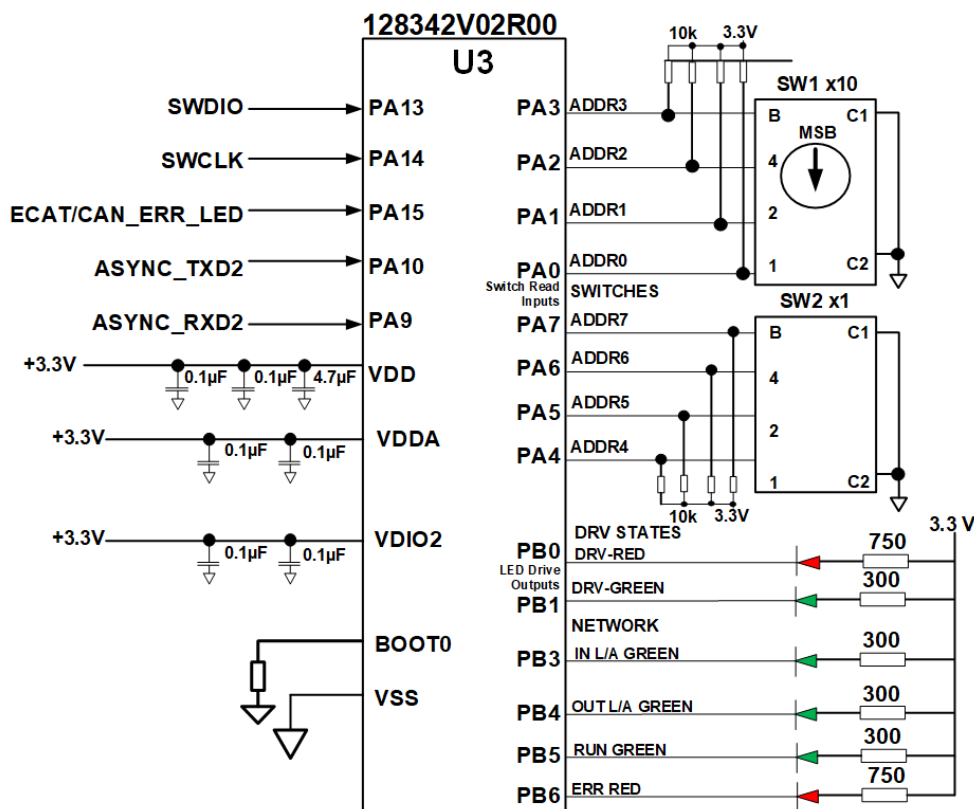 128342V02R00
U3
SWDIO
PA13
SWCLK
PA14
ECAT/CAN_ERR_LED
PA15
ASYNC_TXD2
PA10
ASYNC_RXD2
PA9
+3.3V
0.1µF
0.1µF
4.7µF
VDD
+3.3V
0.1µF
0.1µF
VDDA
+3.3V
0.1µF
0.1µF
VDIO2
BOOT0
VSS
10k
3.3V
PA3
ADDR3
PA2
ADDR2
PA1
ADDR1
PA0
ADDR0
Switch Read
Inputs
SWITCHES
SW1 x10
B
C1
MSB
4
2
1
C2
SW2 x1
PA7
ADDR7
PA6
ADDR6
PA5
ADDR5
PA4
ADDR4
B
C1
4
2
1
C2
10k
3.3V
DRV STATES
3.3 V
PB0
DRV-RED
750
LED Drive
Outputs
PB1
DRV-GREEN
300
NETWORK
PB3
IN L/A GREEN
300
PB4
OUT L/A GREEN
300
PB5
RUN GREEN
300
PB6
ERR RED
750